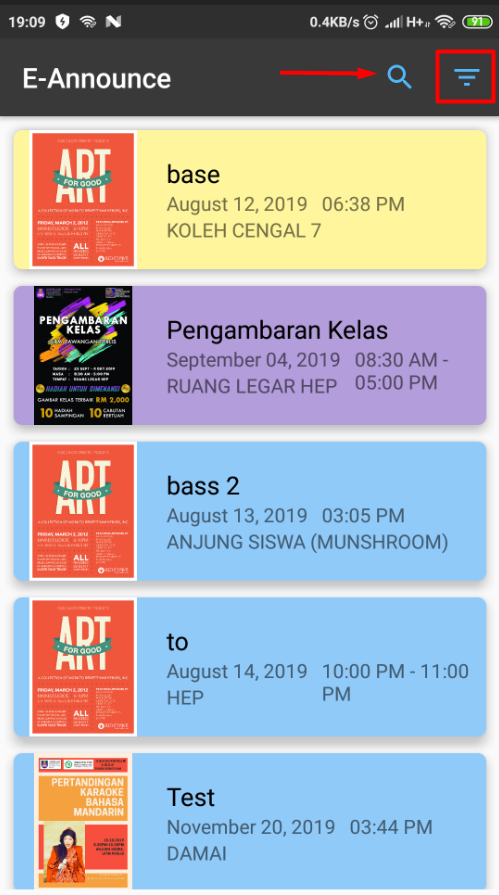 19:09
0.4KB/s
H+
91
E-Announce
ART
FOR GOOD
base
August 12, 2019 06:38 PM
KOLEH CENGAL 7
PENGAMBARAN
KELAS
HADIAH UNTUK DIMENANGI
GAMBAR KELAS TERBAIK RM 2,000
10 HADIAH
SAMPINGAN
10 CABUTAN
BERTUAH
Pengambaran Kelas
September 04, 2019 08:30 AM -
RUANG LEGAR HEP 05:00 PM
ART
FOR GOOD
bass 2
August 13, 2019 03:05 PM
ANJUNG SISWA (MUNSHROOM)
ART
FOR GOOD
to
August 14, 2019 10:00 PM - 11:00
HEP PM
PERTANDINGAN
KARAOKE
BAHASA
MANDARIN
Test
November 20, 2019 03:44 PM
DAMAI